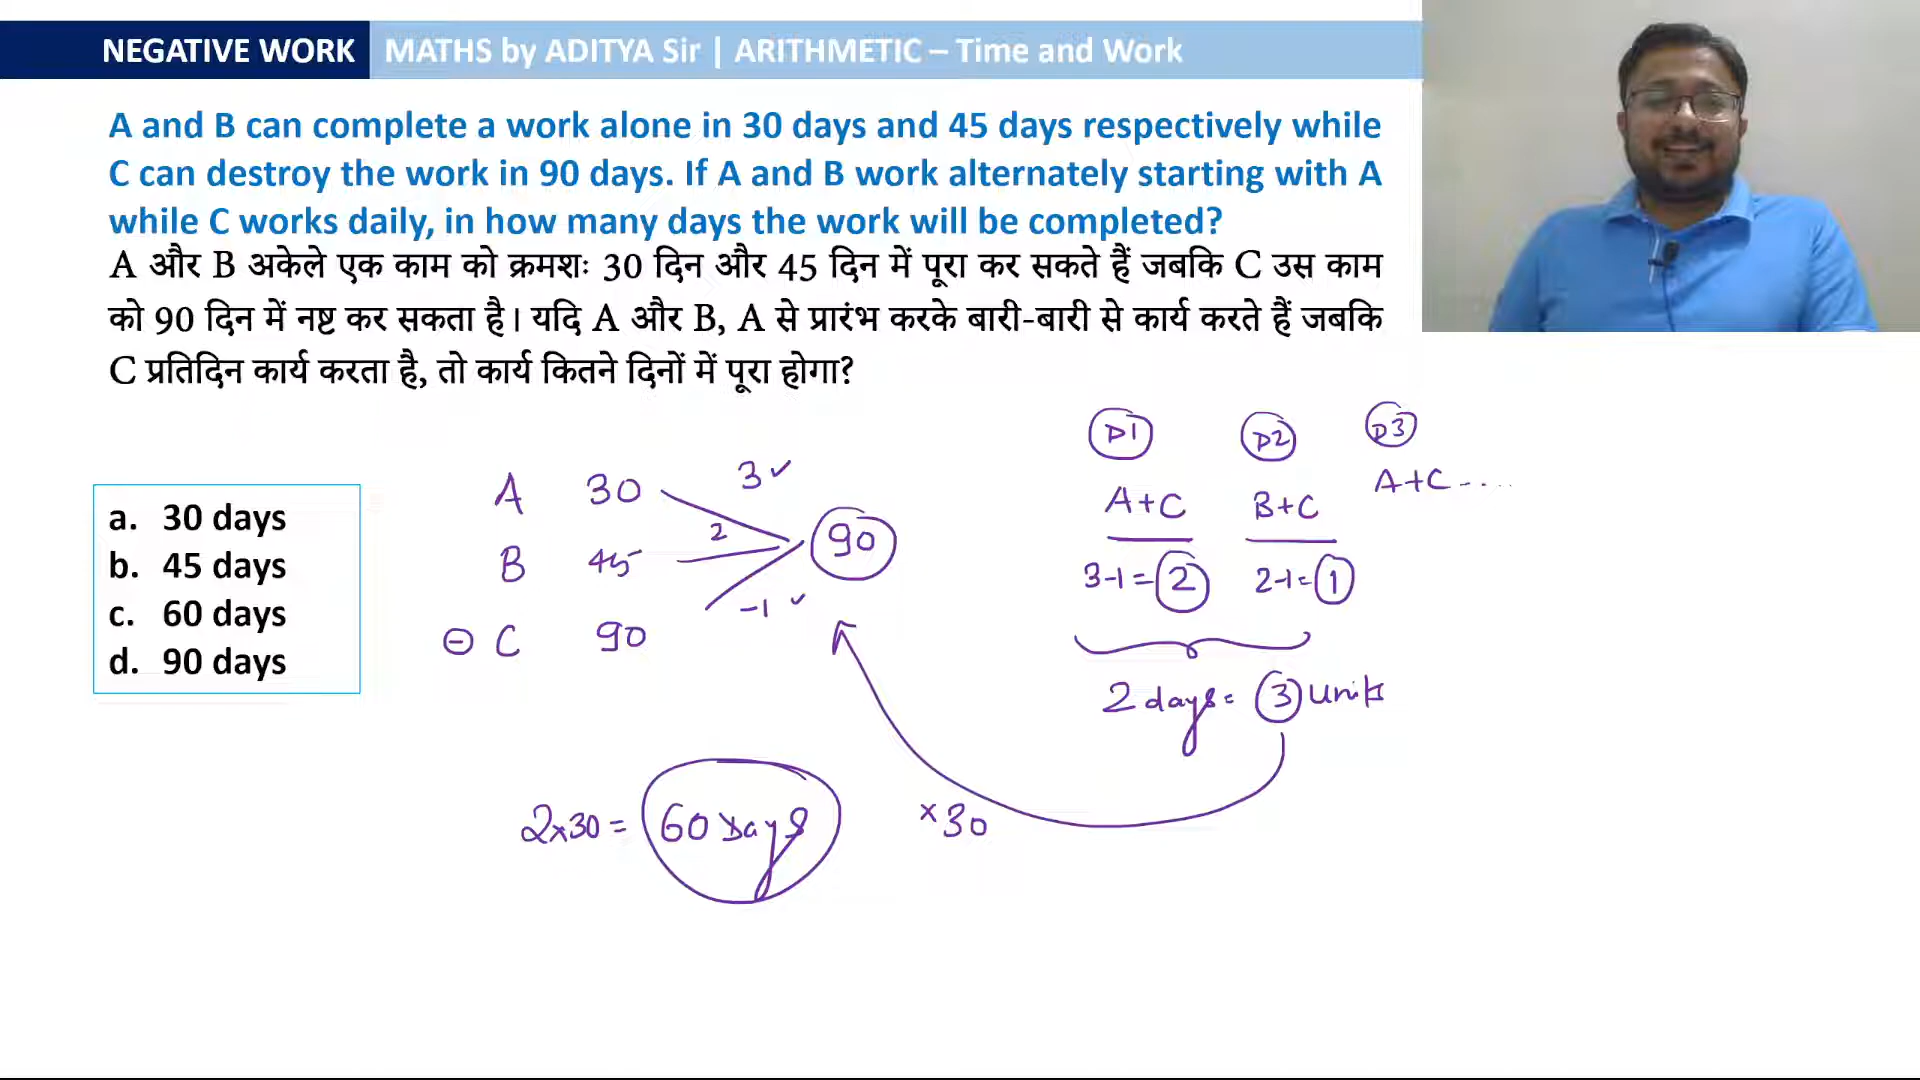 NEGATIVE WORK MATHS by ADITYA Sir | ARITHMETIC – Time and Work
A and B can complete a work alone in 30 days and 45 days respectively while
C can destroy the work in 90 days. If A and B work alternately starting with A
while C works daily, in how many days the work will be completed?
A और B अकेले एक काम को क्रमशः 30 दिन और 45 दिन में पूरा कर सकते हैं जबकि C उस काम
को 90 दिन में नष्ट कर सकता है। यदि A और B, A से प्रारंभ करके बारी-बारी से कार्य करते हैं जबकि
C प्रतिदिन कार्य करता है, तो कार्य कितने दिनों में पूरा होगा?
a. 30 days
b. 45 days
c. 60 days
d. 90 days
A 30 3 ✓
B 45 2 90
⊖ C 90 -1 ✓
D1 D2 D3
A+C B+C A+C -....
3-1=2 2-1=1
2 days = 3 Units
×30
2×30 = 60 Days